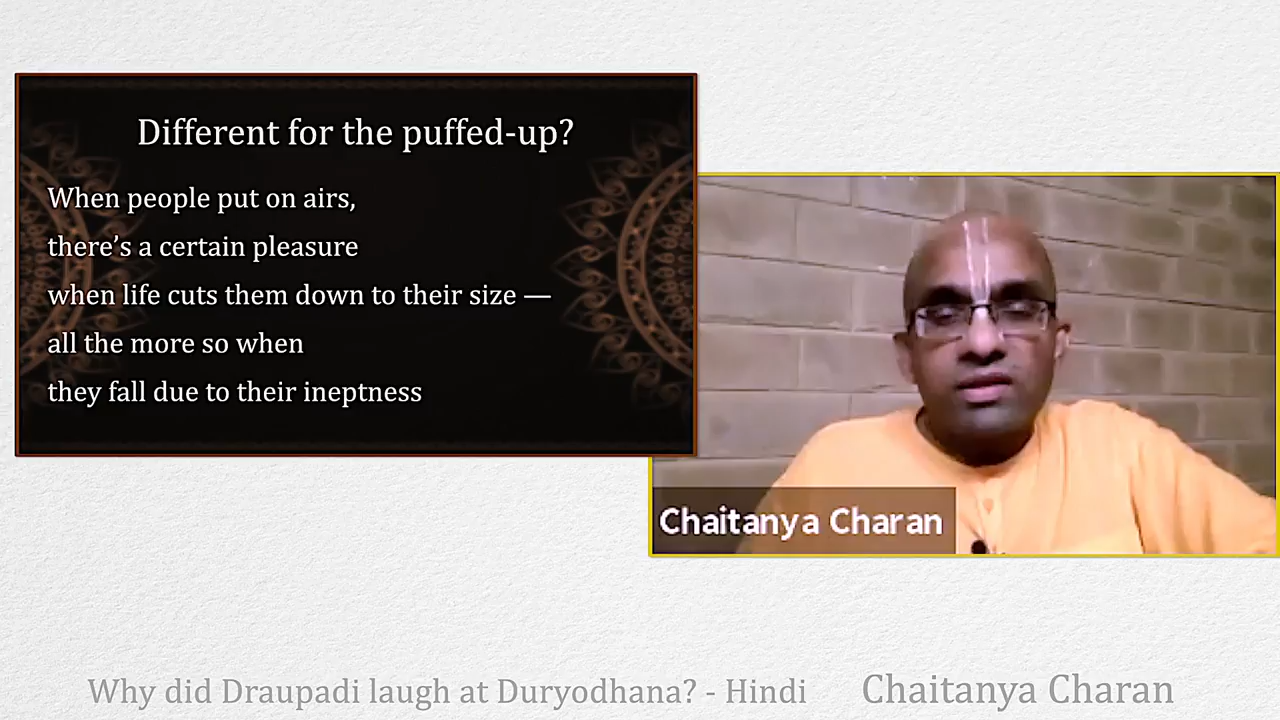 Different for the puffed-up?
When people put on airs,
there’s a certain pleasure
when life cuts them down to their size —
all the more so when
they fall due to their ineptness
Chaitanya Charan
Why did Draupadi laugh at Duryodhana? - Hindi
Chaitanya Charan